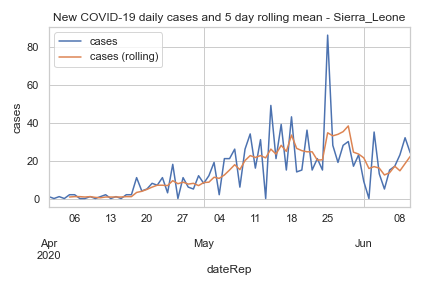 New COVID-19 daily cases and 5 day rolling mean - Sierra_Leone
cases
cases (rolling)
cases
80
60
40
20
0
06 13 20 27 04 11 18 25 08
Apr May Jun
2020
dateRep